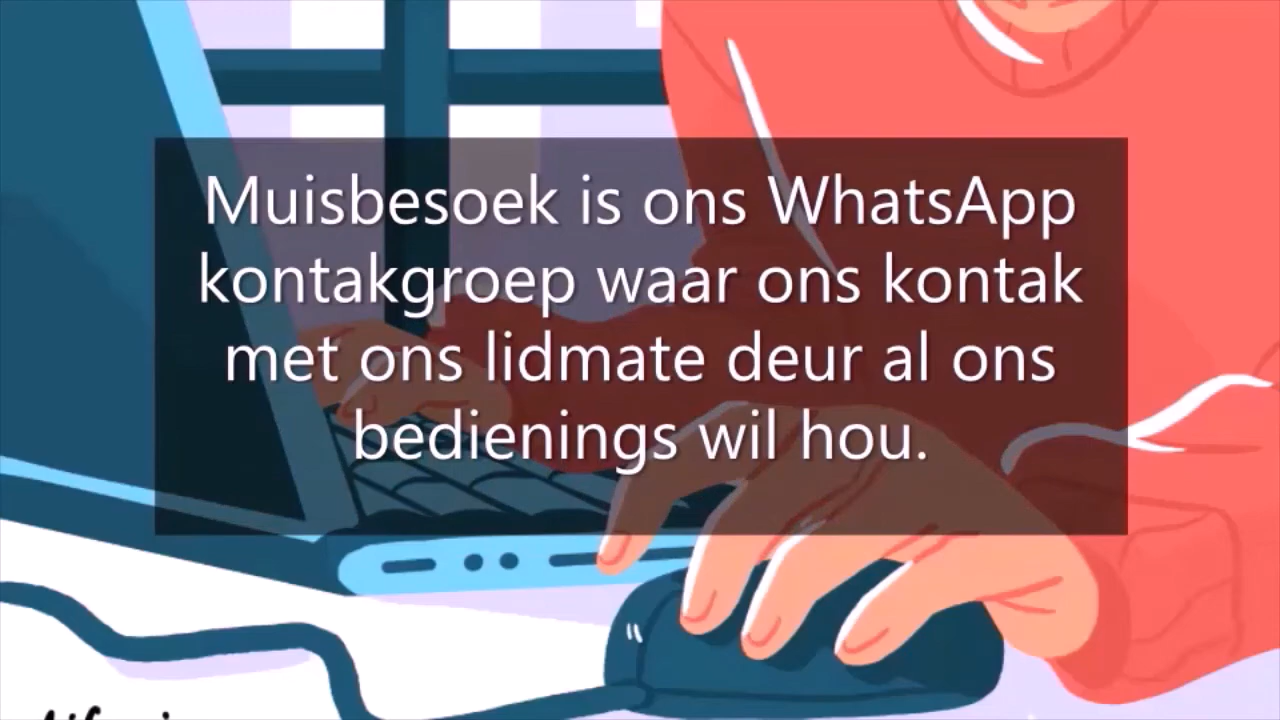 Muisbesoek is ons WhatsApp
kontakgroep waar ons kontak
met ons lidmate deur al ons
bedienings wil hou.